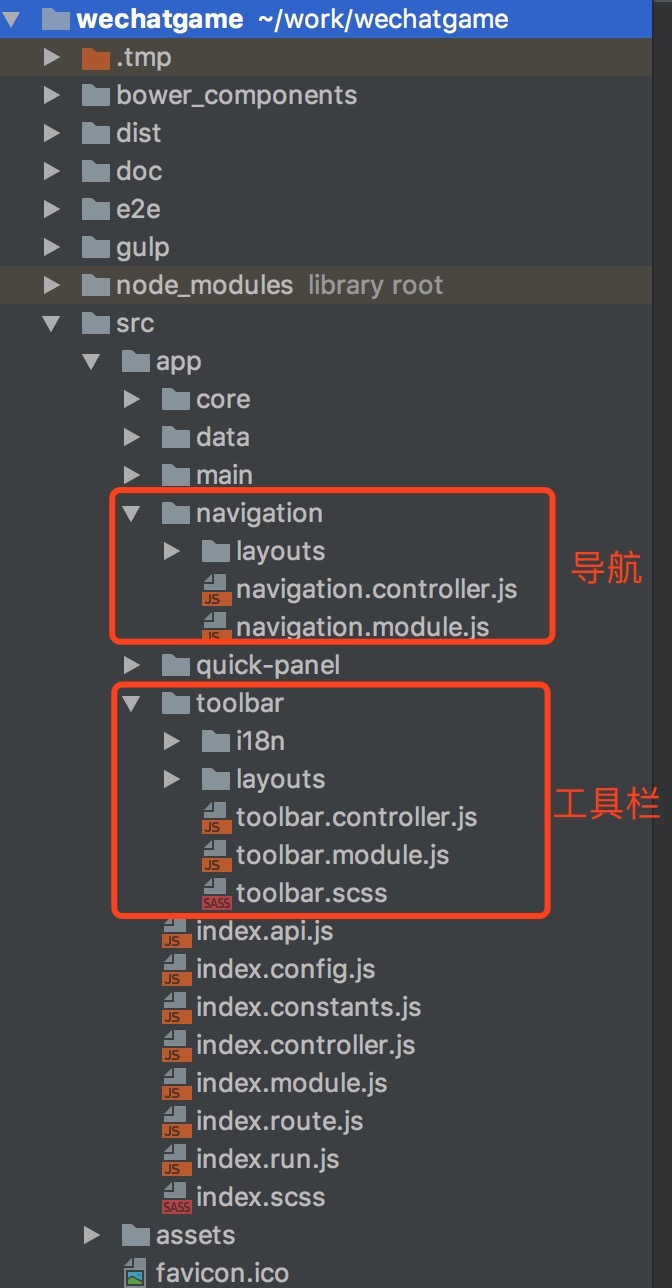 wechatgame ~/work/wechatgame
.tmp
bower_components
dist
doc
e2e
gulp
node_modules library root
src
app
core
data
main
navigation
layouts
导航
JS navigation.controller.js
JS navigation.module.js
quick-panel
toolbar
i18n
layouts
工具栏
JS toolbar.controller.js
JS toolbar.module.js
SASS toolbar.scss
JS index.api.js
JS index.config.js
JS index.constants.js
JS index.controller.js
JS index.module.js
JS index.route.js
JS index.run.js
SASS index.scss
assets
favicon.ico